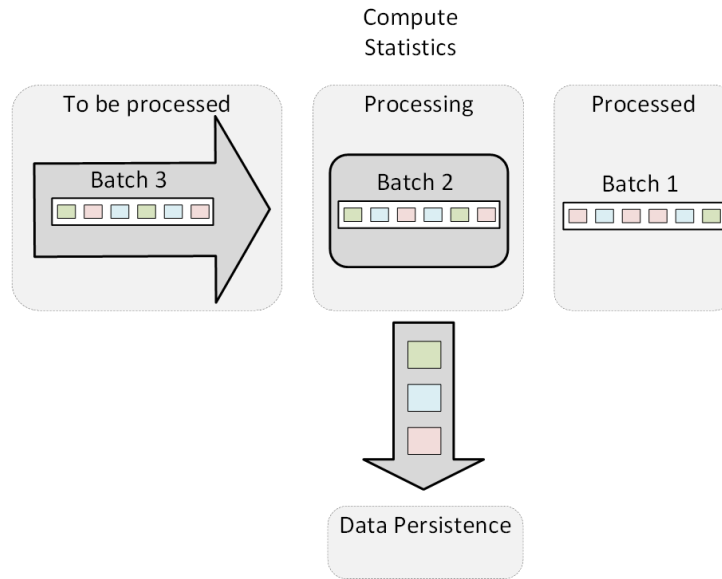 Compute
Statistics
To be processed
Processing
Processed
Batch 3
Batch 2
Batch 1
Data Persistence